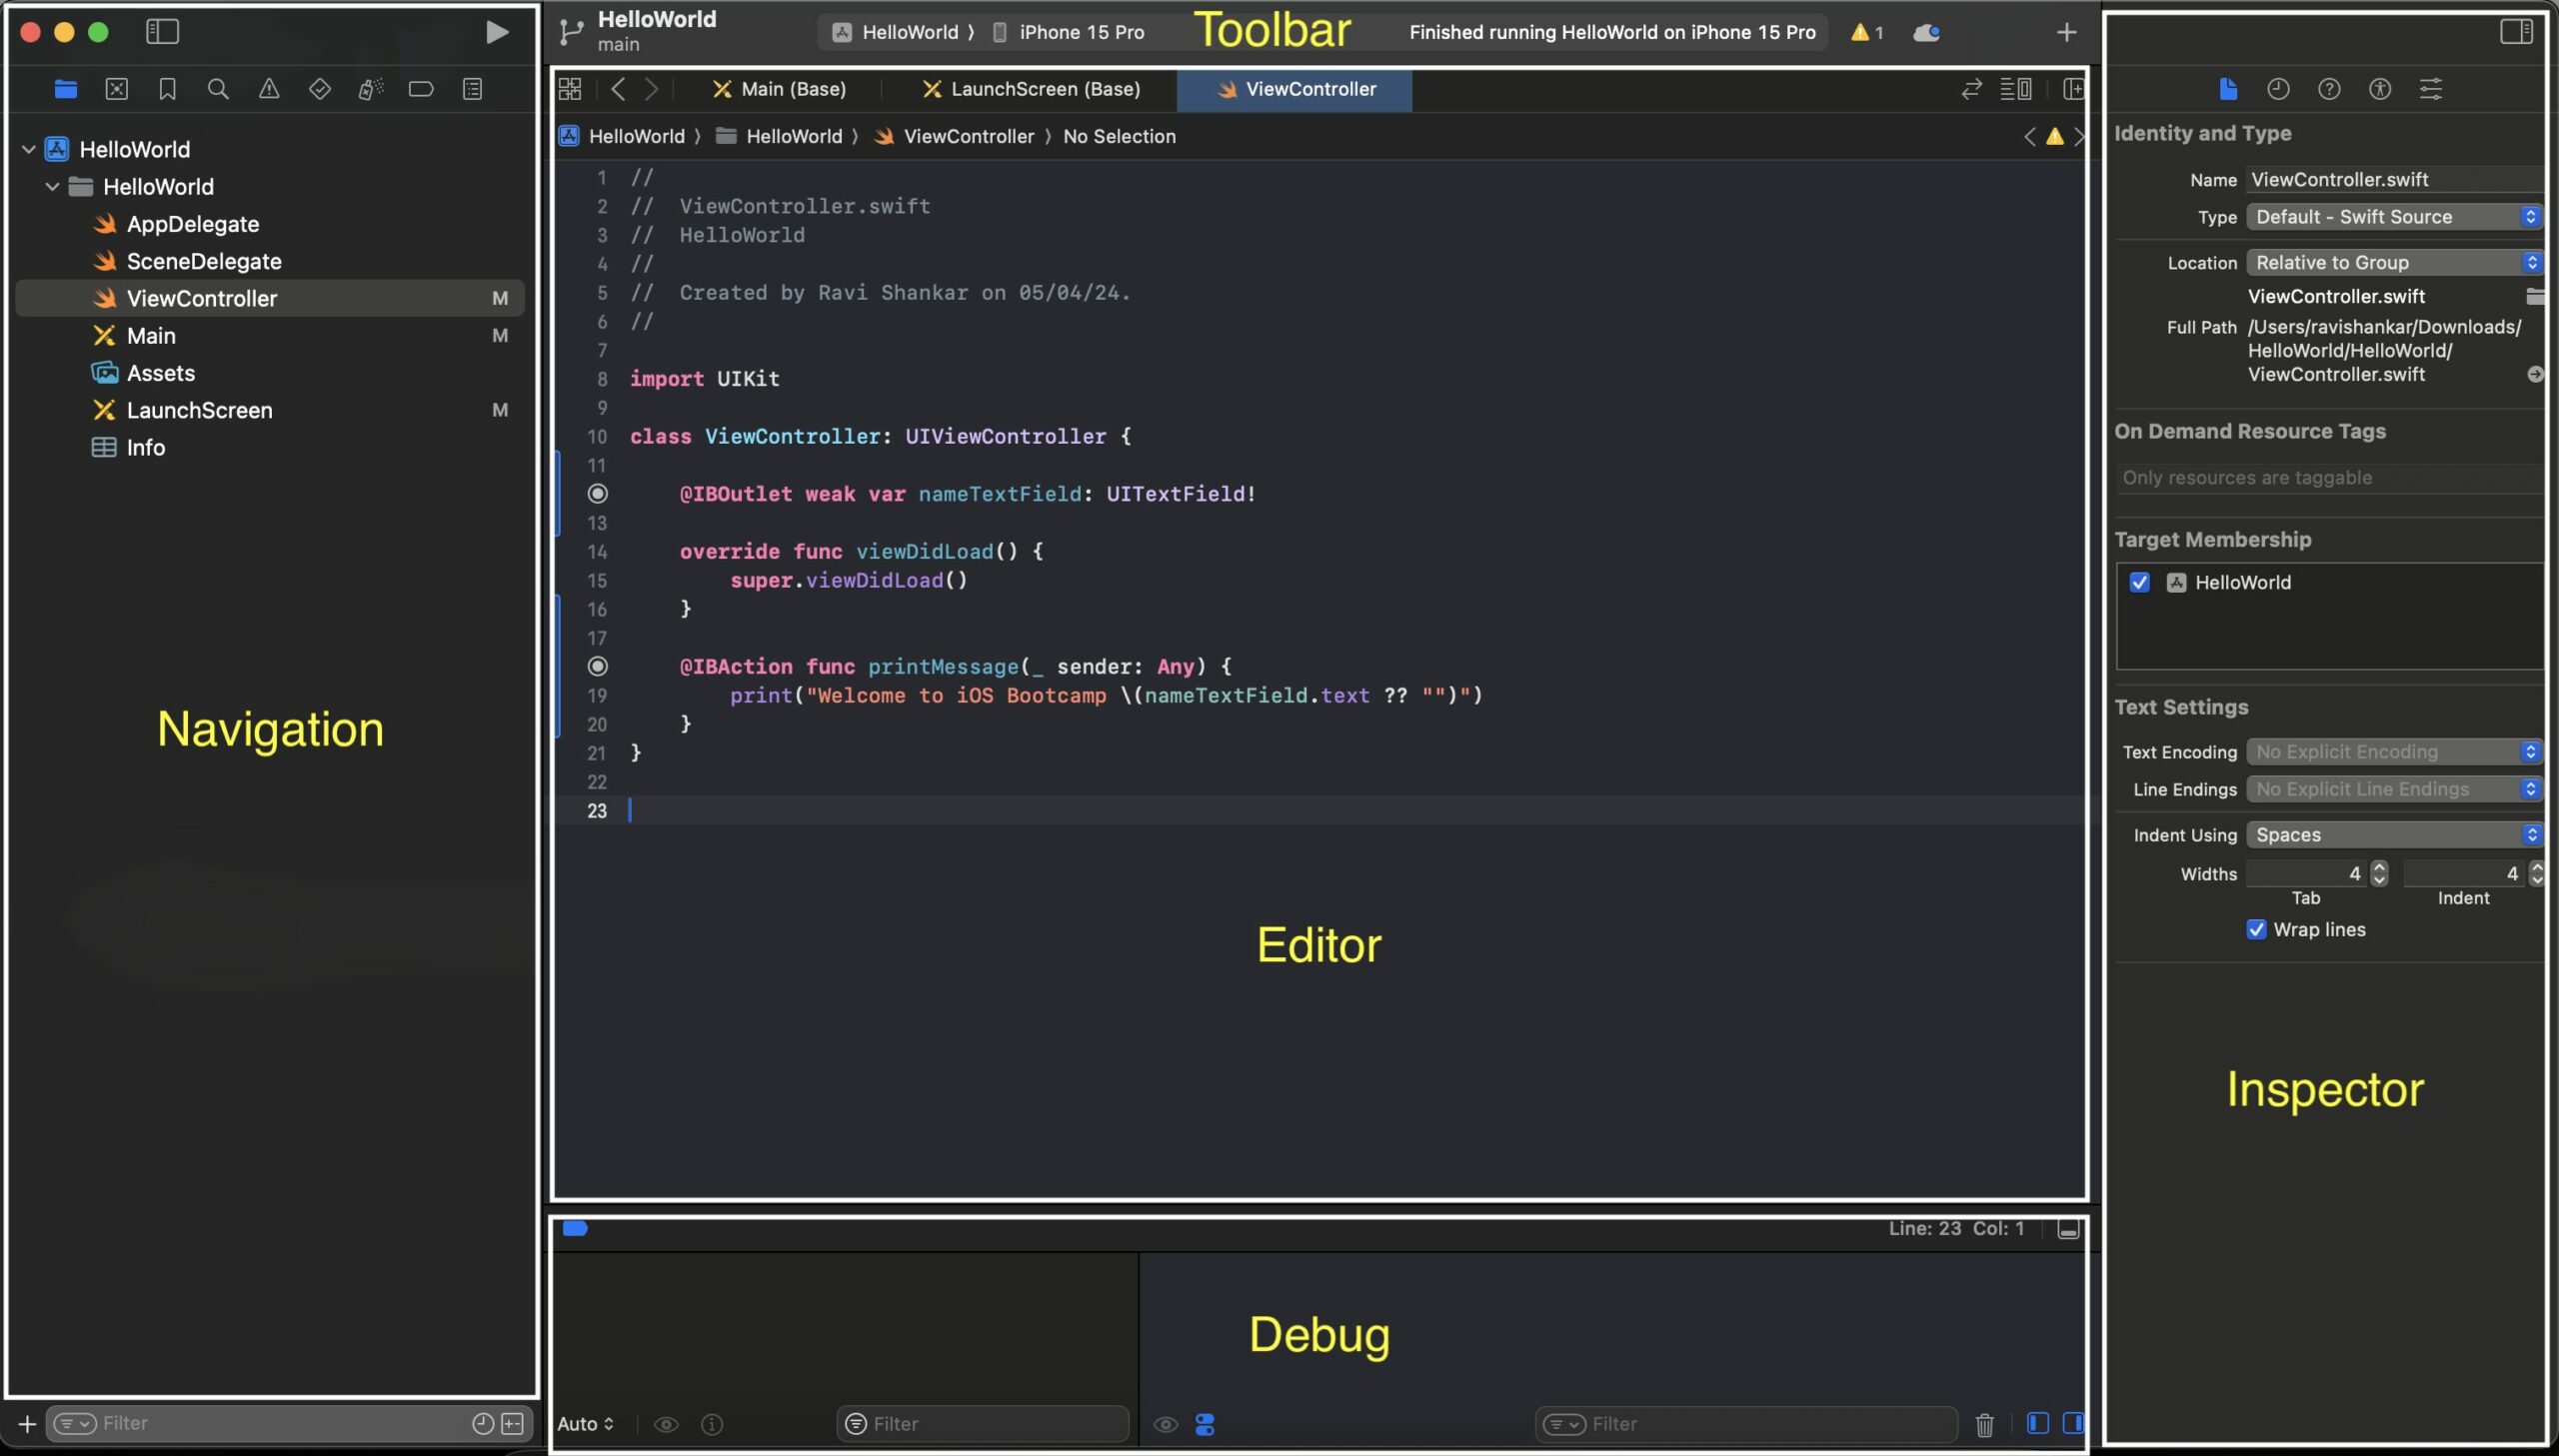 HelloWorld
main
HelloWorld ⟩ iPhone 15 Pro
Toolbar
Finished running HelloWorld on iPhone 15 Pro
1
HelloWorld
HelloWorld
AppDelegate
SceneDelegate
ViewController M
Main M
Assets
LaunchScreen M
Info
Navigation
Filter
Main (Base)
LaunchScreen (Base)
ViewController
HelloWorld ⟩ HelloWorld ⟩ ViewController ⟩ No Selection
1 //
2 //  ViewController.swift
3 //  HelloWorld
4 //
5 //  Created by Ravi Shankar on 05/04/24.
6 //
7
8 import UIKit
9
10 class ViewController: UIViewController {
11
@IBOutlet weak var nameTextField: UITextField!
13
14     override func viewDidLoad() {
15         super.viewDidLoad()
16     }
17
@IBAction func printMessage(_ sender: Any) {
19         print("Welcome to iOS Bootcamp \(nameTextField.text ?? "")")
20     }
21 }
22
23
Editor
Line: 23 Col: 1
Debug
Auto
Filter
Filter
Identity and Type
Name ViewController.swift
Type Default - Swift Source
Location Relative to Group
ViewController.swift
Full Path /Users/ravishankar/Downloads/
HelloWorld/HelloWorld/
ViewController.swift
On Demand Resource Tags
Only resources are taggable
Target Membership
HelloWorld
Text Settings
Text Encoding No Explicit Encoding
Line Endings No Explicit Line Endings
Indent Using Spaces
Widths 4 4
Tab Indent
Wrap lines
Inspector